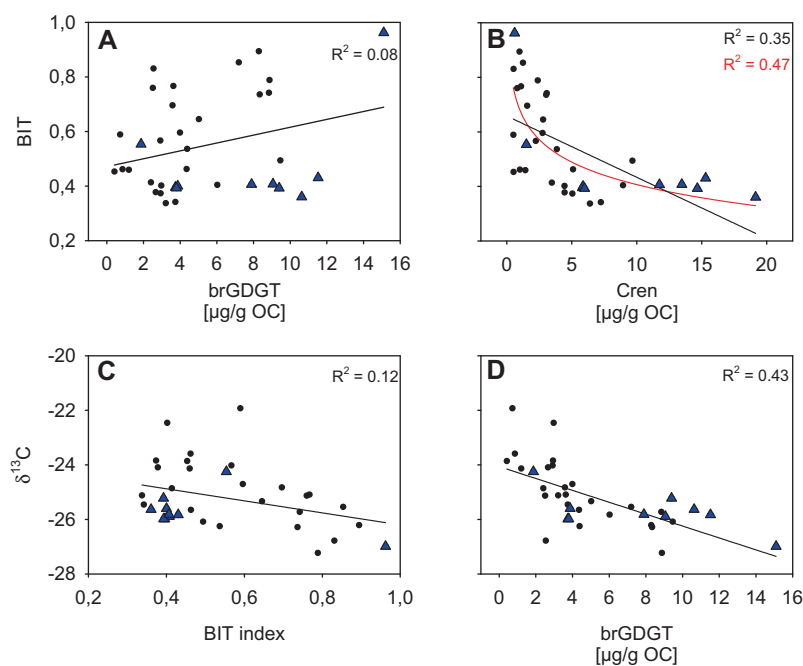 A
R² = 0.08
BIT
1,0
0,8
0,6
0,4
0,2
0 2 4 6 8 10 12 14 16
brGDGT
[µg/g OC]
B
R² = 0.35
R² = 0.47
0 5 10 15 20
Cren
[µg/g OC]
C
R² = 0.12
δ¹³C
-20
-22
-24
-26
-28
0,2 0,4 0,6 0,8 1,0
BIT index
D
R² = 0.43
0 2 4 6 8 10 12 14 16
brGDGT
[µg/g OC]